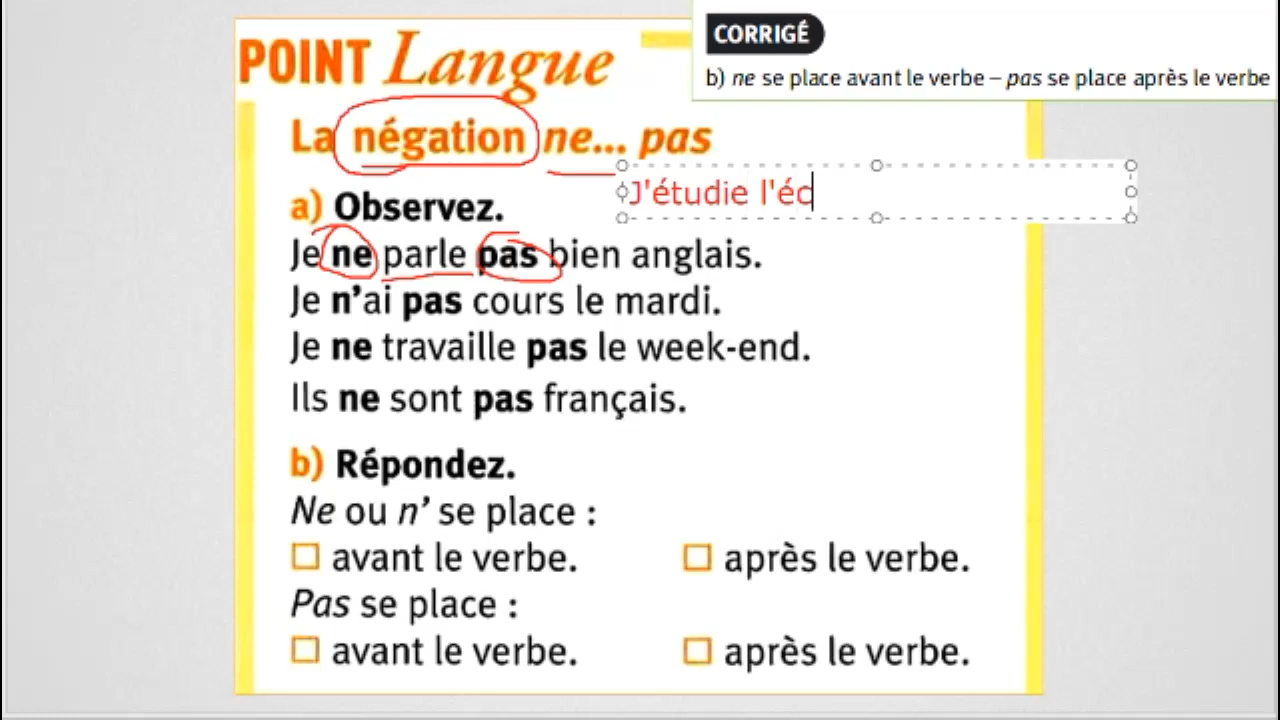 POINT Langue
CORRIGÉ
b) ne se place avant le verbe – pas se place après le verbe
La négation ne... pas
J'étudie l'éc
a) Observez.
Je ne parle pas bien anglais.
Je n'ai pas cours le mardi.
Je ne travaille pas le week-end.
Ils ne sont pas français.
b) Répondez.
Ne ou n' se place :
avant le verbe. après le verbe.
Pas se place :
avant le verbe. après le verbe.